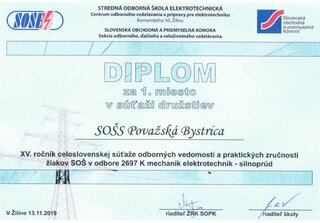 SOŠE
STREDNÁ ODBORNÁ ŠKOLA ELEKTROTECHNICKÁ
Centrum odborného vzdelávania a prípravy pre elektrotechniku
Komenského 50, Žilina
SLOVENSKÁ OBCHODNÁ A PRIEMYSELNÁ KOMORA
Sekcia odborného, ďalšieho a celoživotného vzdelávania
Slovenská
obchodná
a priemyselná
komora
DIPLOM
za 1. miesto
v súťaži družstiev
SOŠS Považská Bystrica
XV. ročník celoslovenskej súťaže odborných vedomostí a praktických zručností
žiakov SOŠ v odbore 2697 K mechanik elektrotechnik - silnoprúd
V Žiline 13.11.2019
riaditeľ ŽRK SOPK
riaditeľ školy